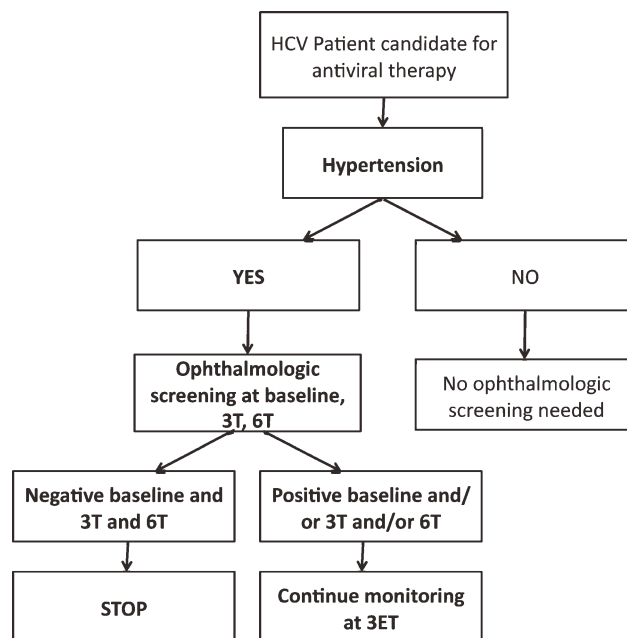 HCV Patient candidate for
antiviral therapy
Hypertension
YES
NO
Ophthalmologic
screening at baseline,
3T, 6T
No ophthalmologic
screening needed
Negative baseline and
3T and 6T
Positive baseline and/
or 3T and/or 6T
STOP
Continue monitoring
at 3ET